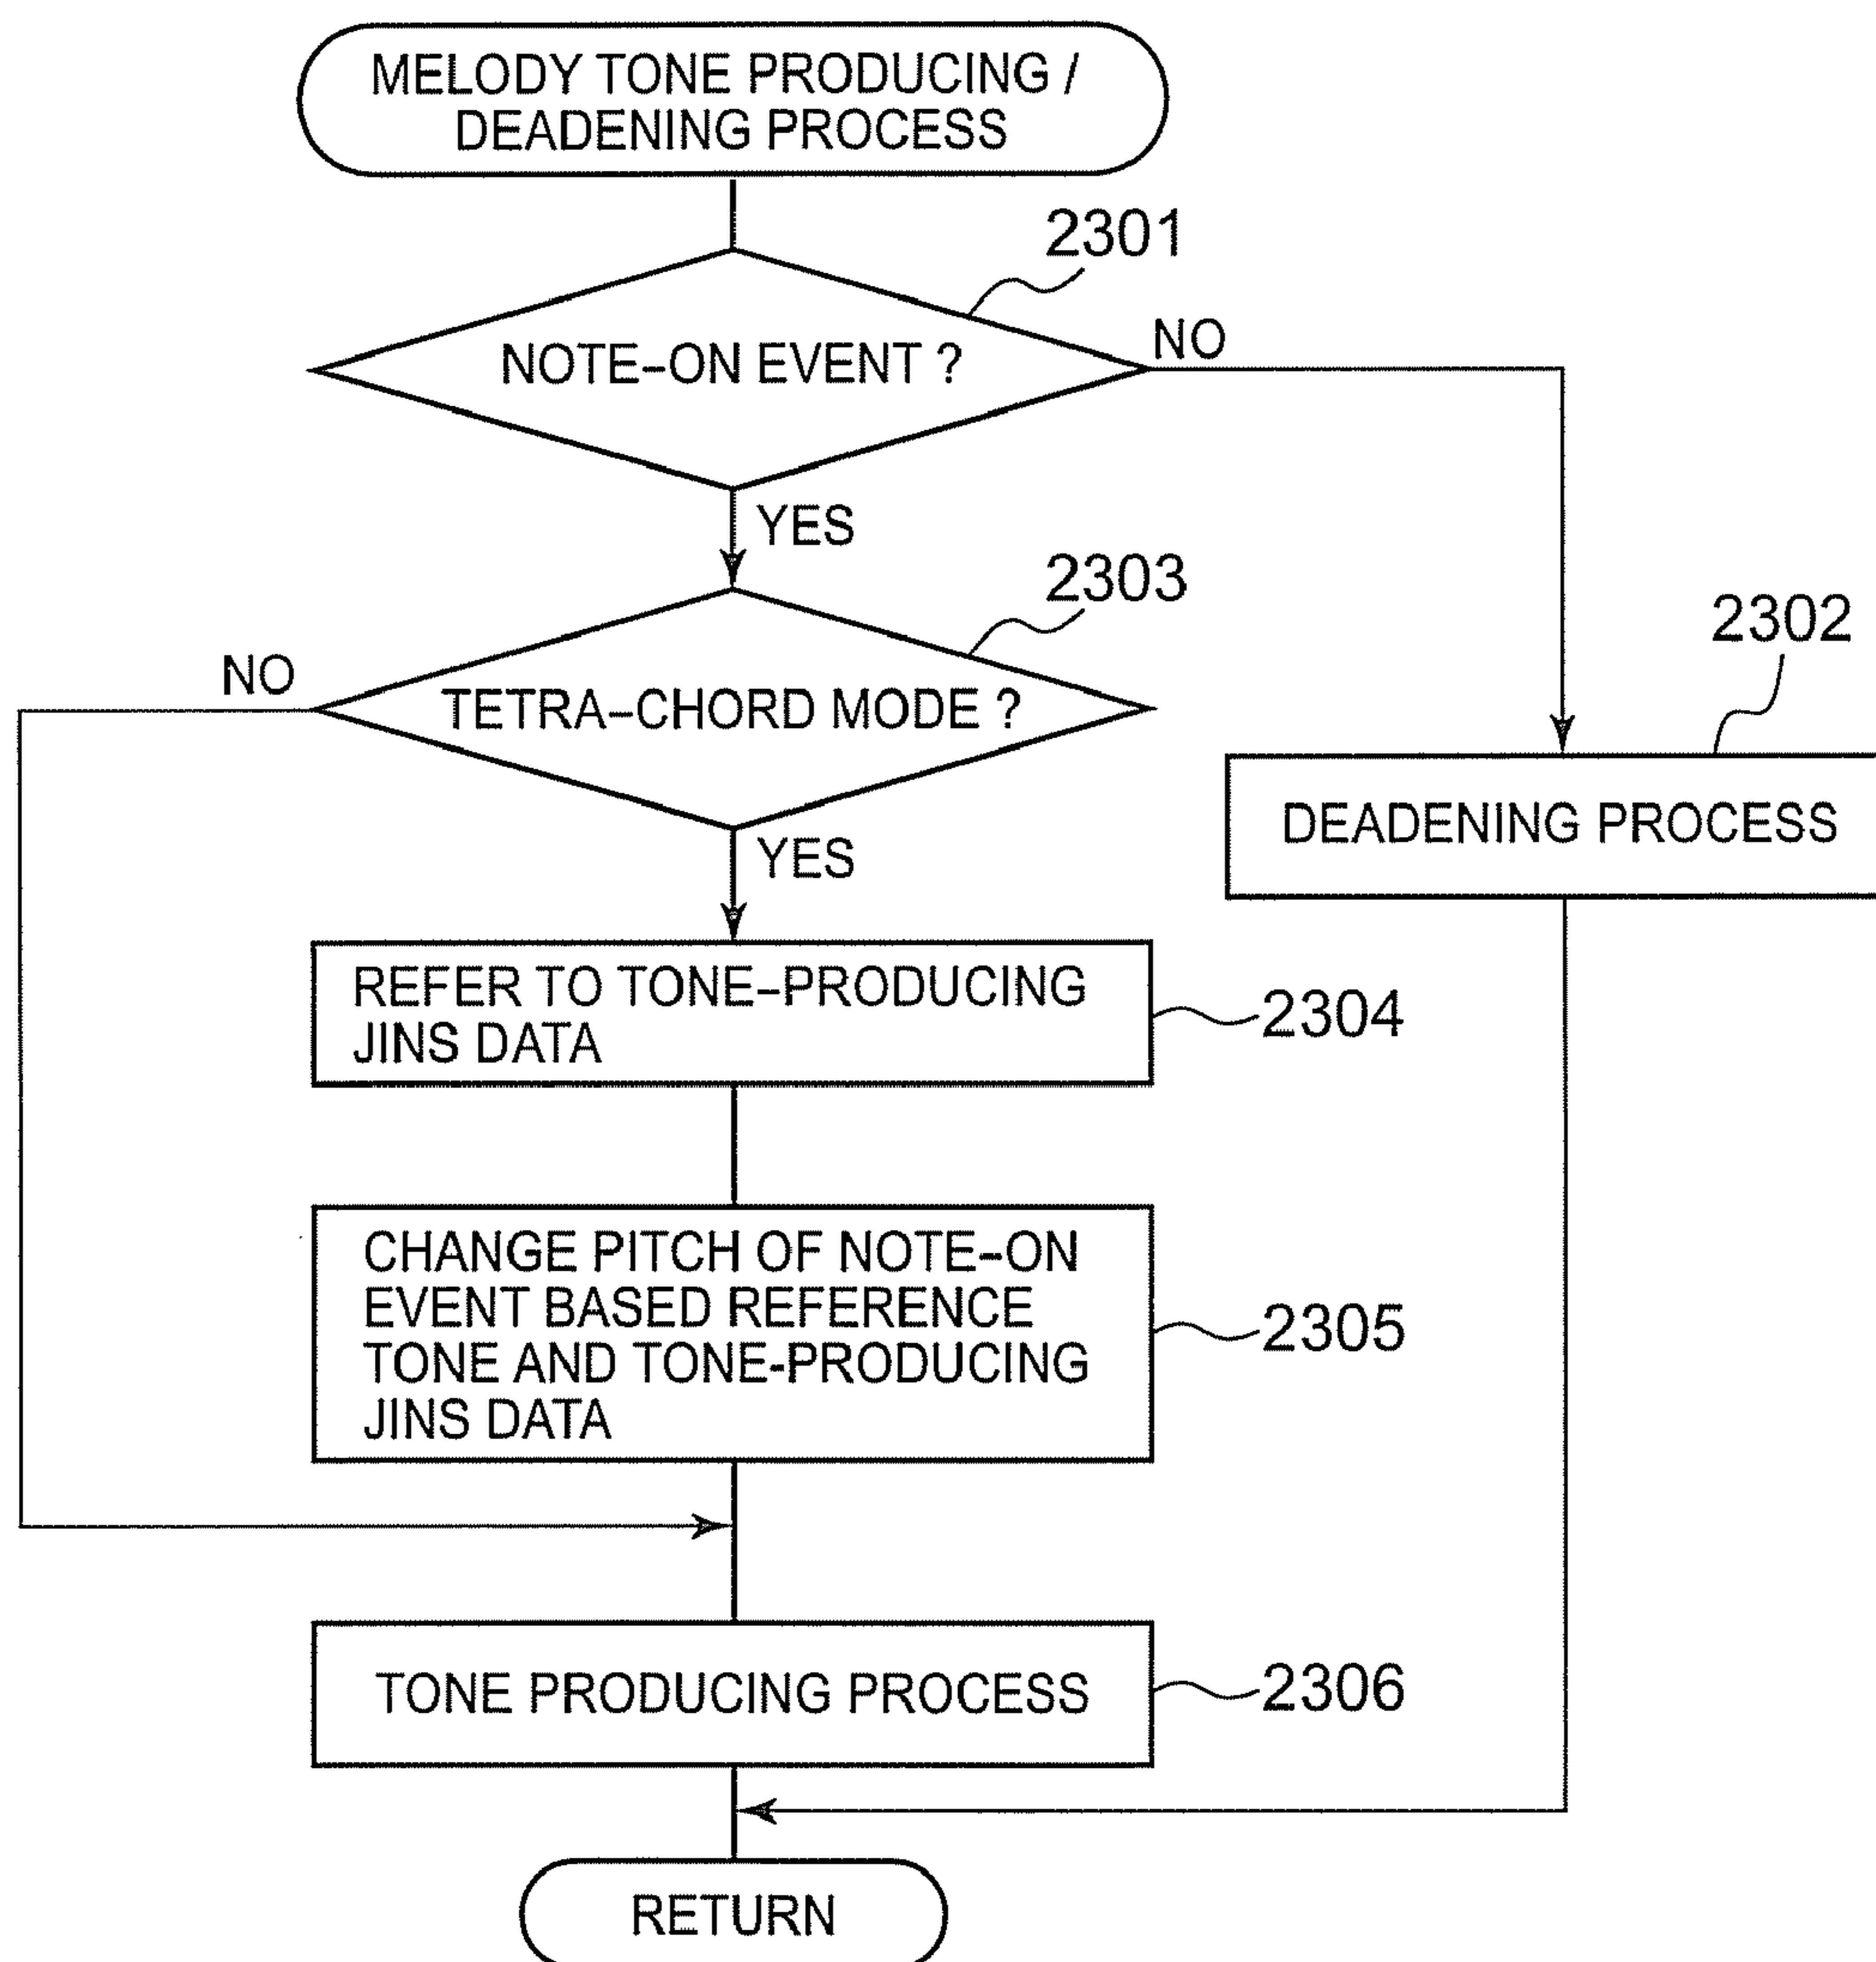 MELODY TONE PRODUCING /
DEADENING PROCESS
2301
NOTE-ON EVENT ?
NO
YES
2303
NO
TETRA-CHORD MODE ?
2302
DEADENING PROCESS
YES
REFER TO TONE-PRODUCING
JINS DATA
2304
CHANGE PITCH OF NOTE-ON
EVENT BASED REFERENCE
TONE AND TONE-PRODUCING
JINS DATA
2305
TONE PRODUCING PROCESS
2306
RETURN